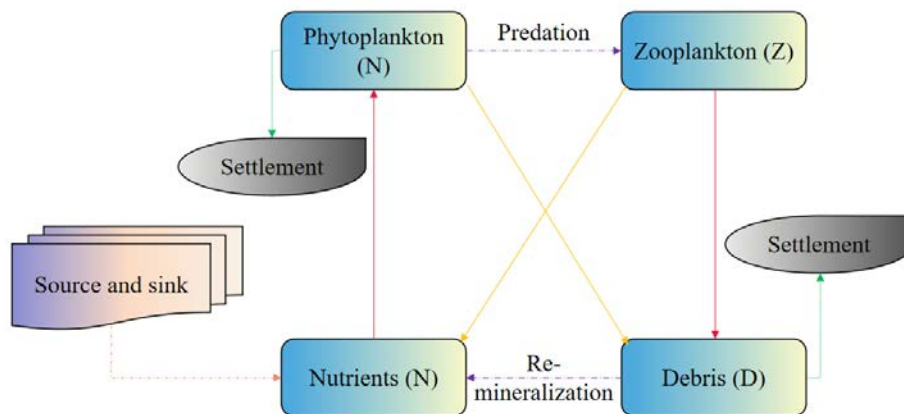 Phytoplankton
(N)
Predation
Zooplankton (Z)
Settlement
Settlement
Source and sink
Nutrients (N)
Re-
mineralization
Debris (D)